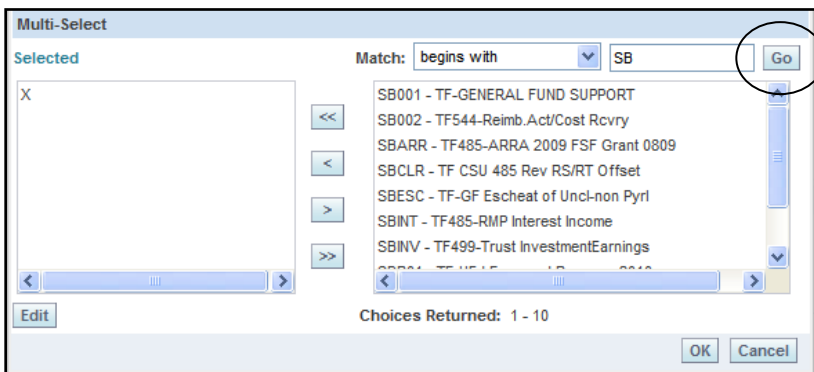 Multi-Select
Selected
Match: begins with SB Go
X
SB001 - TF-GENERAL FUND SUPPORT
SB002 - TF544-Reimb.Act/Cost Rcvry
SBARR - TF485-ARRA 2009 FSF Grant 0809
SBCLR - TF CSU 485 Rev RS/RT Offset
SBESC - TF-GF Escheat of Uncl-non Pyrl
SBINT - TF485-RMP Interest Income
SBINV - TF499-Trust InvestmentEarnings
<<
<
>
>>
Edit
Choices Returned: 1 - 10
OK Cancel